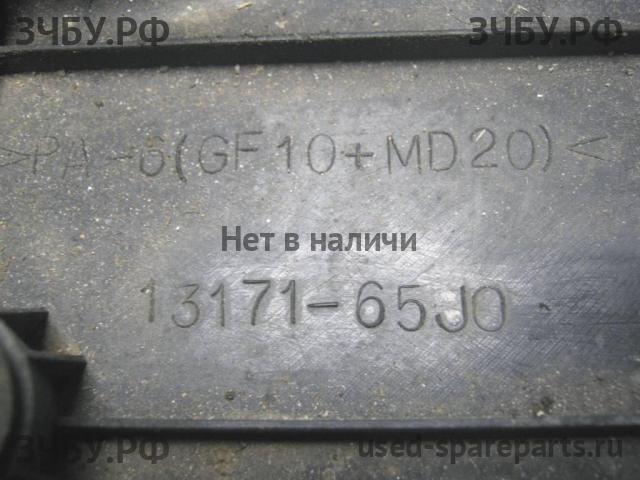 ЗЧБУ.РФ ЗЧБУ.РФ
>PA-6(GF10+MD20)<
Нет в наличи
13171-65J0
ЗЧБУ.РФ used-spareparts.ru